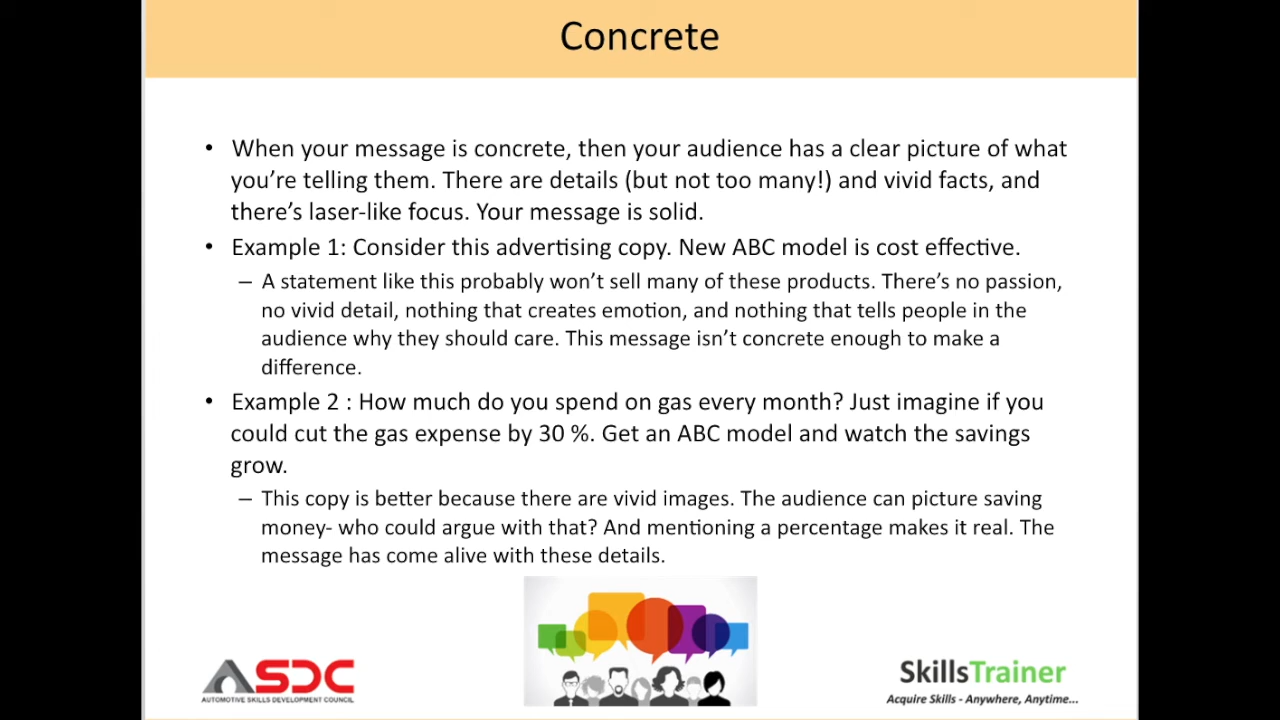 Concrete
• When your message is concrete, then your audience has a clear picture of what
you’re telling them. There are details (but not too many!) and vivid facts, and
there’s laser-like focus. Your message is solid.
• Example 1: Consider this advertising copy. New ABC model is cost effective.
– A statement like this probably won’t sell many of these products. There’s no passion,
no vivid detail, nothing that creates emotion, and nothing that tells people in the
audience why they should care. This message isn’t concrete enough to make a
difference.
• Example 2 : How much do you spend on gas every month? Just imagine if you
could cut the gas expense by 30 %. Get an ABC model and watch the savings
grow.
– This copy is better because there are vivid images. The audience can picture saving
money- who could argue with that? And mentioning a percentage makes it real. The
message has come alive with these details.
ASDC
AUTOMOTIVE SKILLS DEVELOPMENT COUNCIL
SkillsTrainer
Acquire Skills - Anywhere, Anytime...